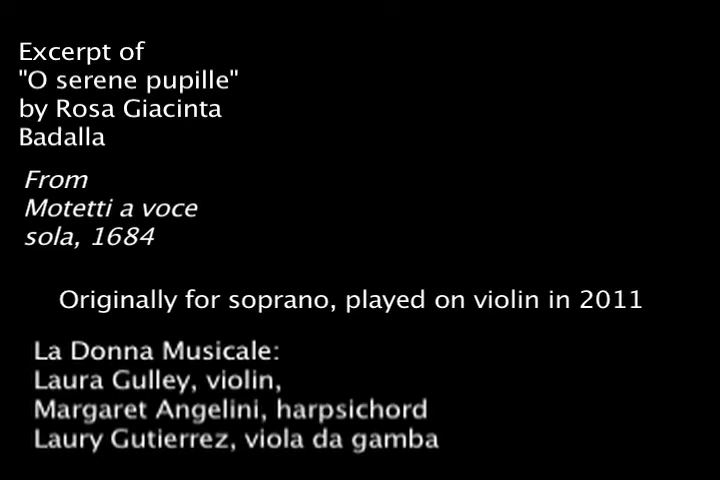 Excerpt of
"O serene pupille"
by Rosa Giacinta
Badalla
From
Motetti a voce
sola, 1684
Originally for soprano, played on violin in 2011
La Donna Musicale:
Laura Gulley, violin,
Margaret Angelini, harpsichord
Laury Gutierrez, viola da gamba